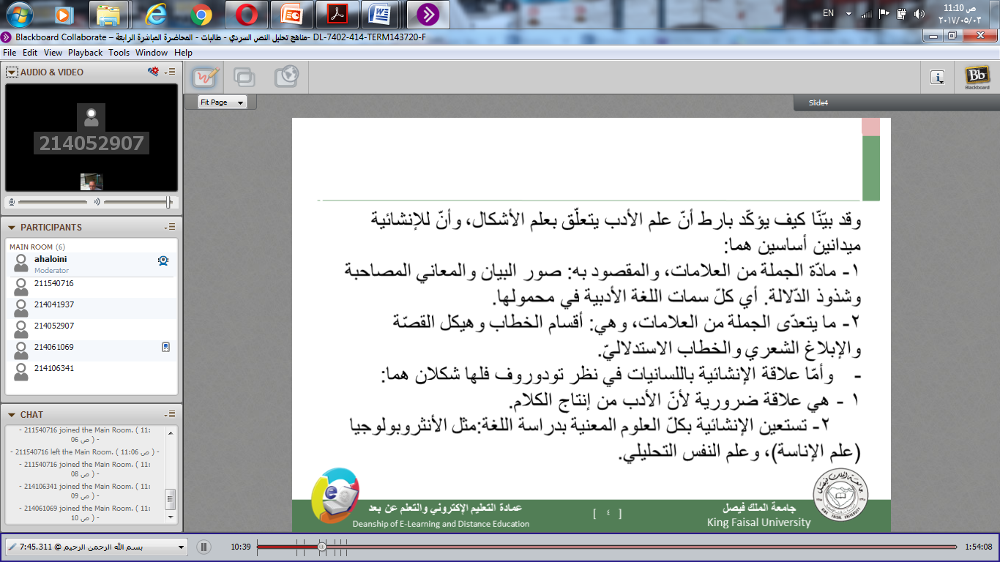 EN
11:10 ص
٢٠١٧/٠٥/٠٣
Blackboard Collaborate – مناهج تحليل النص السردي - طالبات - المحاضرة المباشرة الرابعة- DL-7402-414-TERM143720-F
File Edit View Playback Tools Window Help
AUDIO & VIDEO
214052907
PARTICIPANTS
MAIN ROOM (6)
ahaloini
Moderator
211540716
214041937
214052907
214061069
214106341
CHAT
- 211540716 joined the Main Room. ( 11:
06 ص ) -
- 211540716 left the Main Room. ( 11:06 ص ) -
- 211540716 joined the Main Room. ( 11:
08 ص ) -
- 214106341 joined the Main Room. ( 11:
09 ص ) -
- 214061069 joined the Main Room. ( 11:
10 ص ) -
Fit Page
Slide4
Bb
Blackboard
وقد بيّنّا كيف يؤكّد بارط أنّ علم الأدب يتعلّق بعلم الأشكال، وأنّ للإنشائية
ميدانين أساسين هما:
١- مادّة الجملة من العلامات، والمقصود به: صور البيان والمعاني المصاحبة
وشذوذ الدّلالة. أي كلّ سمات اللغة الأدبية في محمولها.
٢- ما يتعدّى الجملة من العلامات، وهي: أقسام الخطاب وهيكل القصّة
والإبلاغ الشعري والخطاب الاستدلاليّ.
- وأمّا علاقة الإنشائية باللسانيات في نظر تودوروف فلها شكلان هما:
١ - هي علاقة ضرورية لأنّ الأدب من إنتاج الكلام.
٢- تستعين الإنشائية بكلّ العلوم المعنية بدراسة اللغة:مثل الأنثروبولوجيا
(علم الإناسة)، وعلم النفس التحليلي.
جامعة الملك فيصل
King Faisal University
[ ٤ ]
عمادة التعليم الإكتروني والتعلم عن بعد
Deanship of E-Learning and Distance Education
بسم الله الرحمن الرحيم @ 7:45.311
10:39
1:54:08